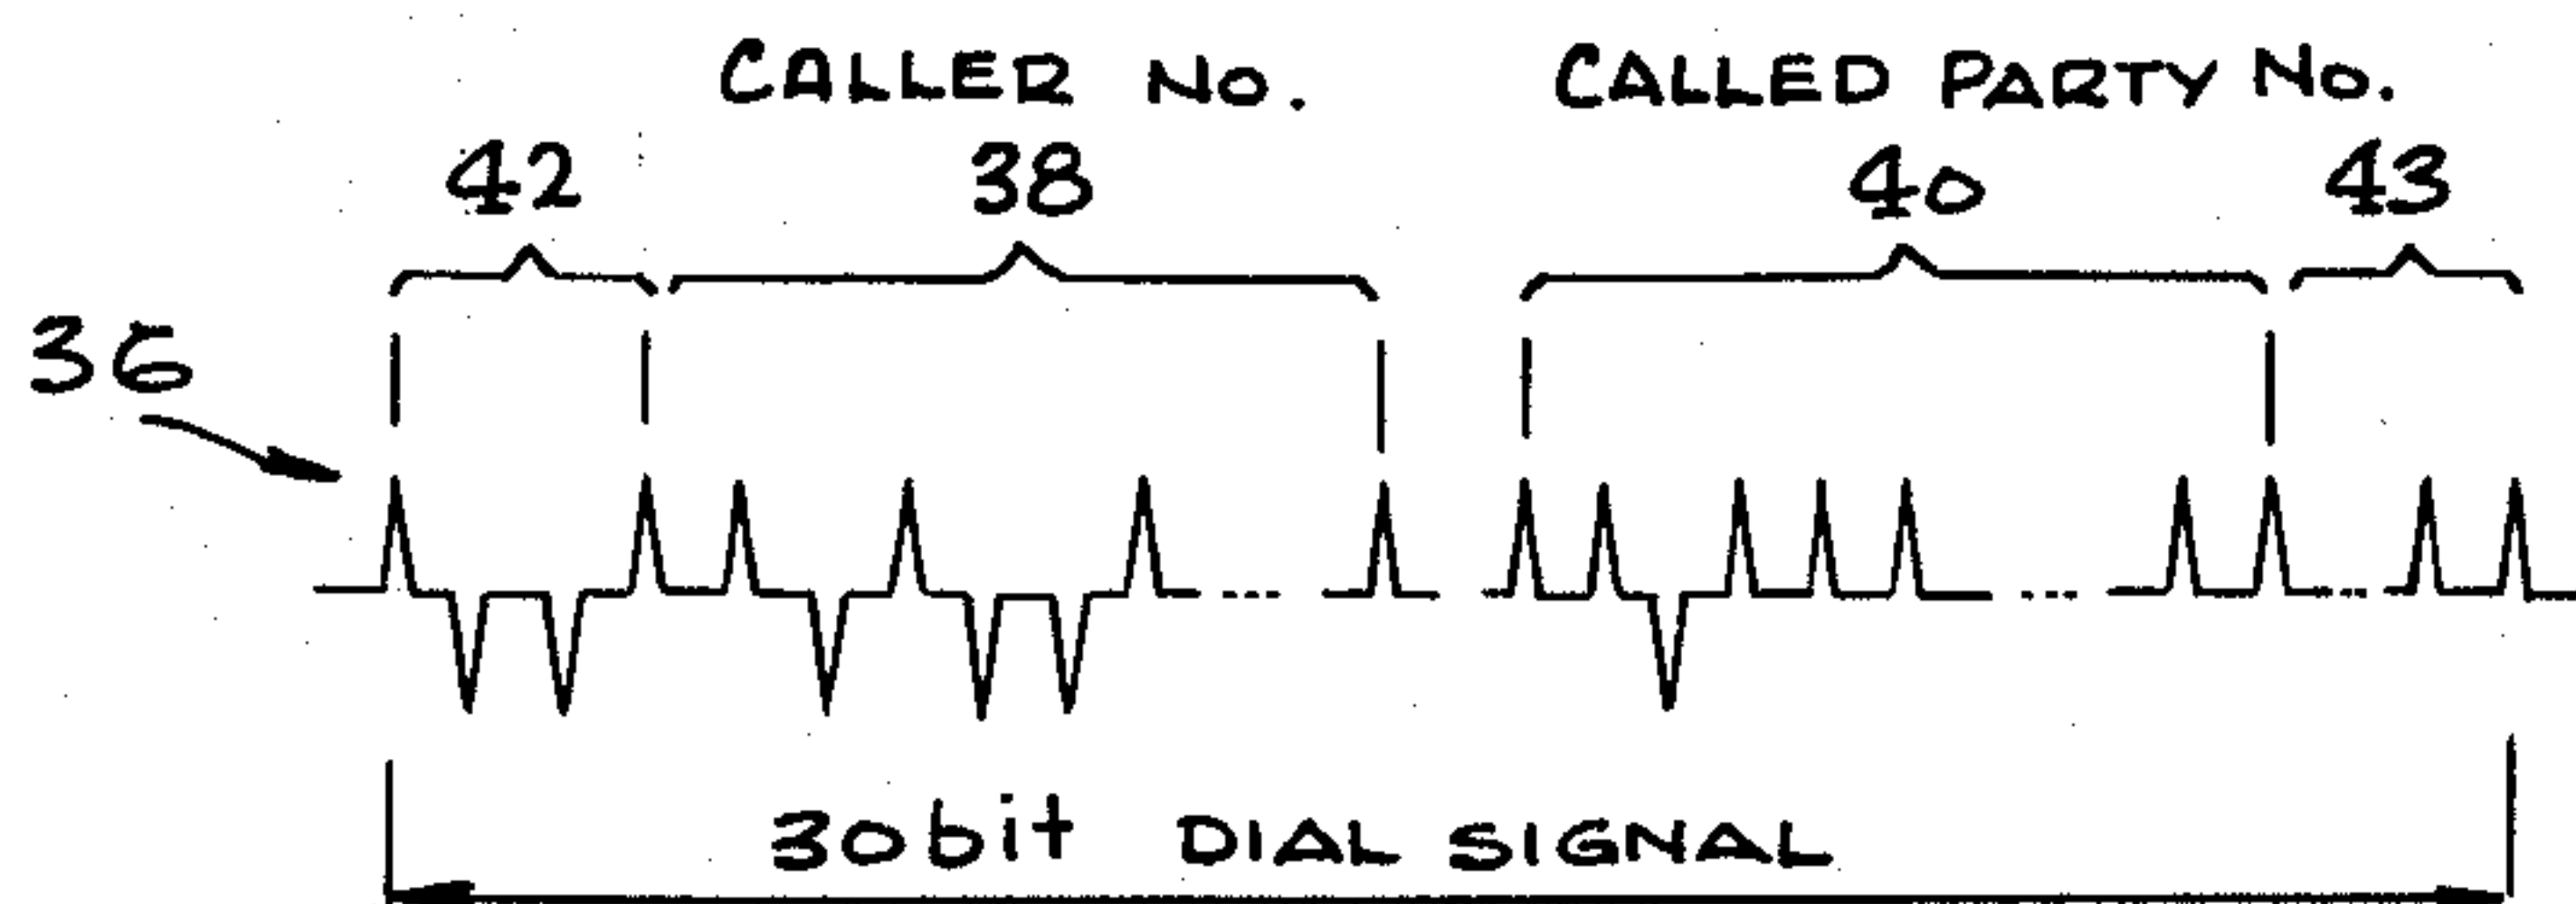 CALLER No. CALLED PARTY No.
42 38 40 43
36
30bit DIAL SIGNAL